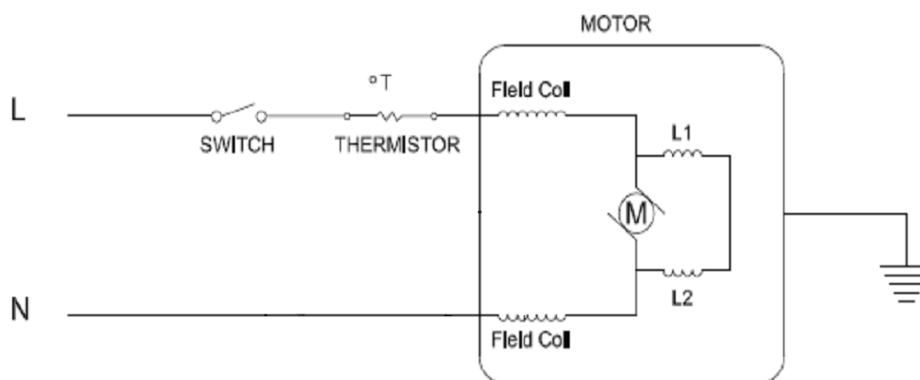 MOTOR
°T
Field Coil
L
SWITCH
THERMISTOR
L1
M
L2
N
Field Coil